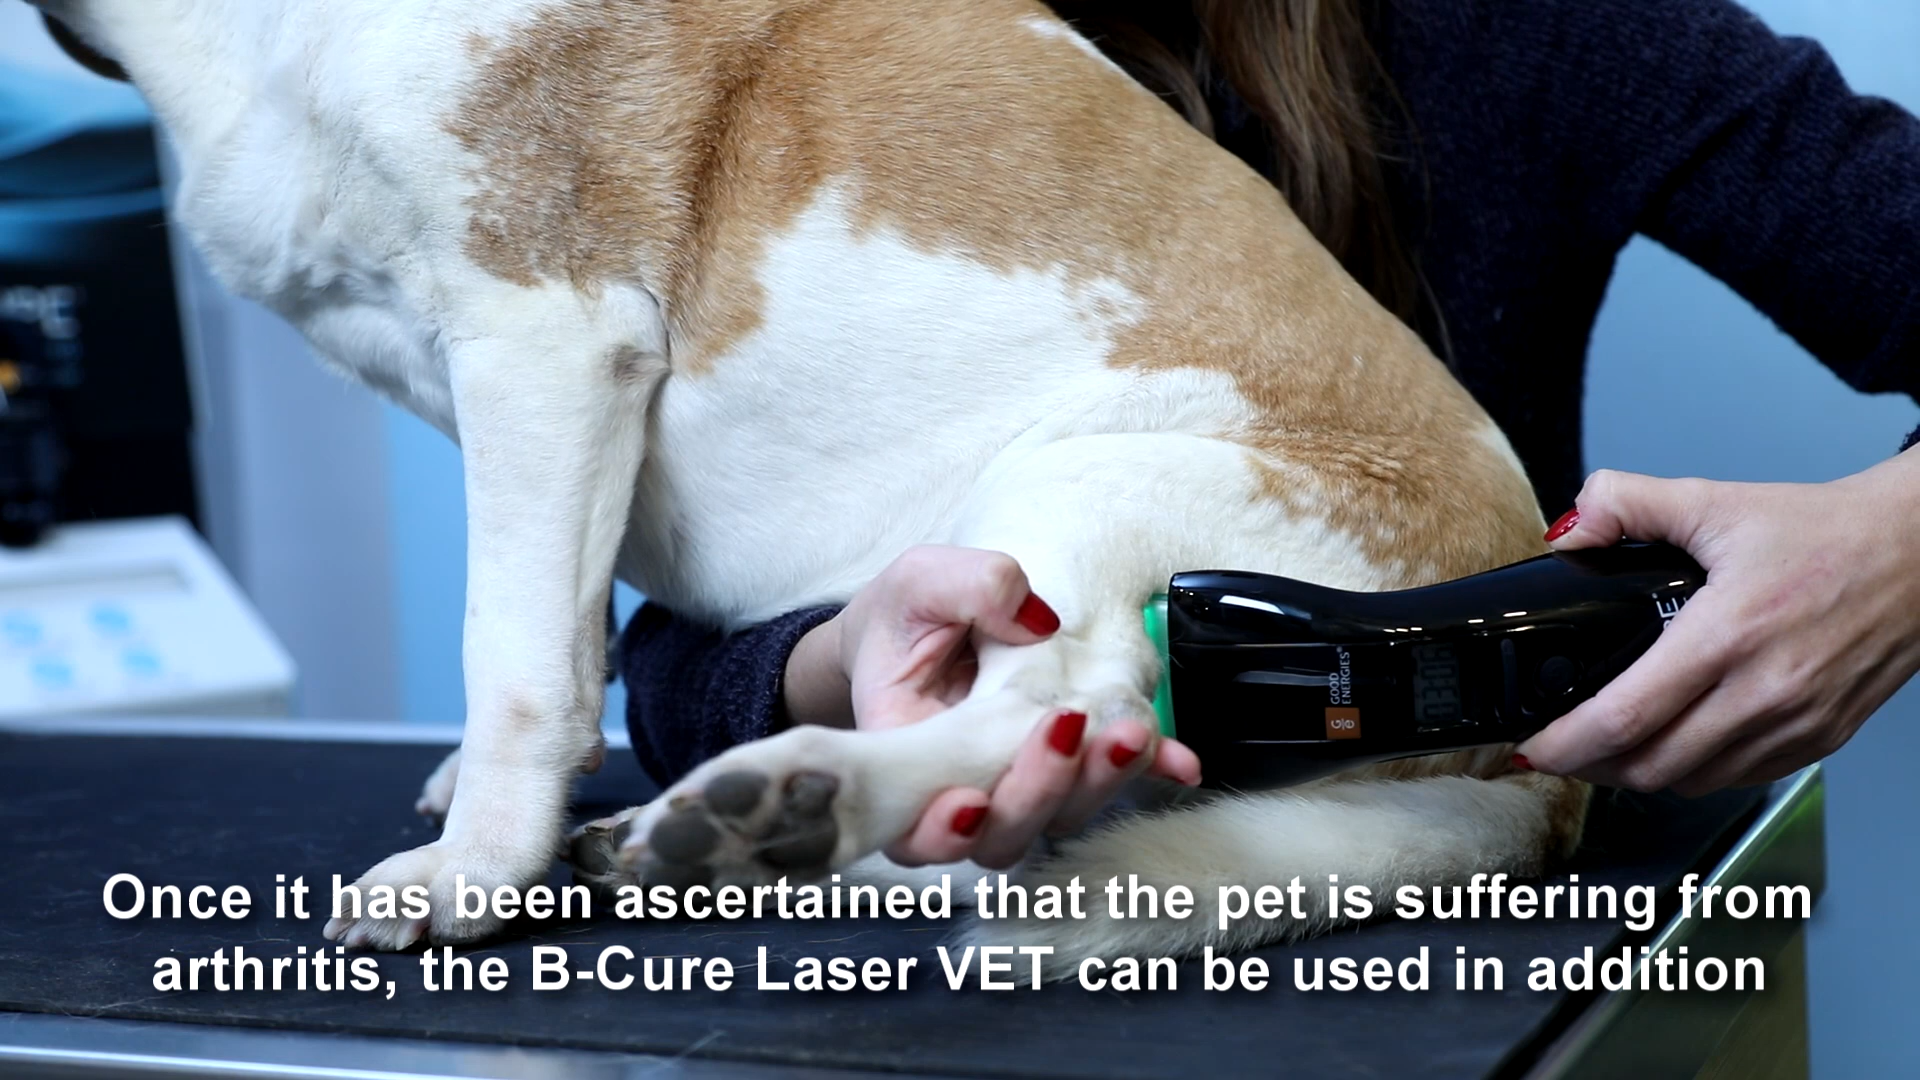 GOOD
ENERGIES®
Once it has been ascertained that the pet is suffering from
arthritis, the B-Cure Laser VET can be used in addition